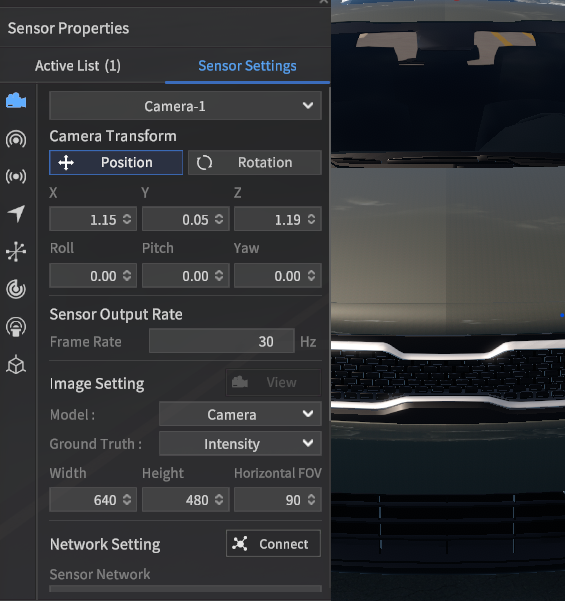 Sensor Properties
Active List (1) Sensor Settings
Camera-1
Camera Transform
Position Rotation
X Y Z
1.15 0.05 1.19
Roll Pitch Yaw
0.00 0.00 0.00
Sensor Output Rate
Frame Rate 30 Hz
Image Setting View
Model : Camera
Ground Truth : Intensity
Width Height Horizontal FOV
640 480 90
Network Setting Connect
Sensor Network